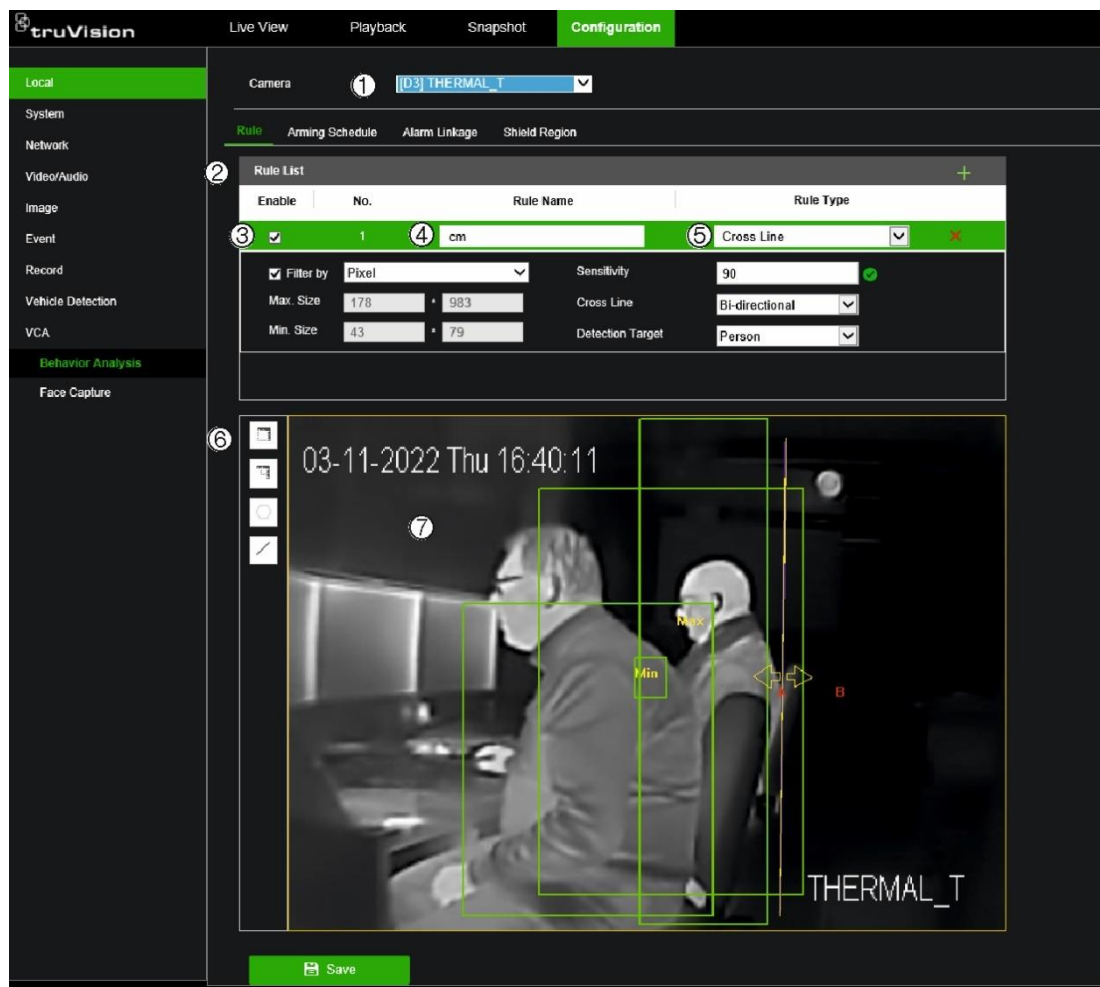 truVision Live View Playback Snapshot Configuration
Local
System
Network
Video/Audio
Image
Event
Record
Vehicle Detection
VCA
Behavior Analysis
Face Capture
Camera ① [D3] THERMAL_T
Rule Arming Schedule Alarm Linkage Shield Region
② Rule List +
Enable No. Rule Name Rule Type
③ 1 ④ cm ⑤ Cross Line
Filter by Pixel Sensitivity 90
Max. Size 178 * 983 Cross Line Bi-directional
Min. Size 43 * 79 Detection Target Person
⑥
03-11-2022 Thu 16:40:11
⑦
Max
Min
B
THERMAL_T
Save